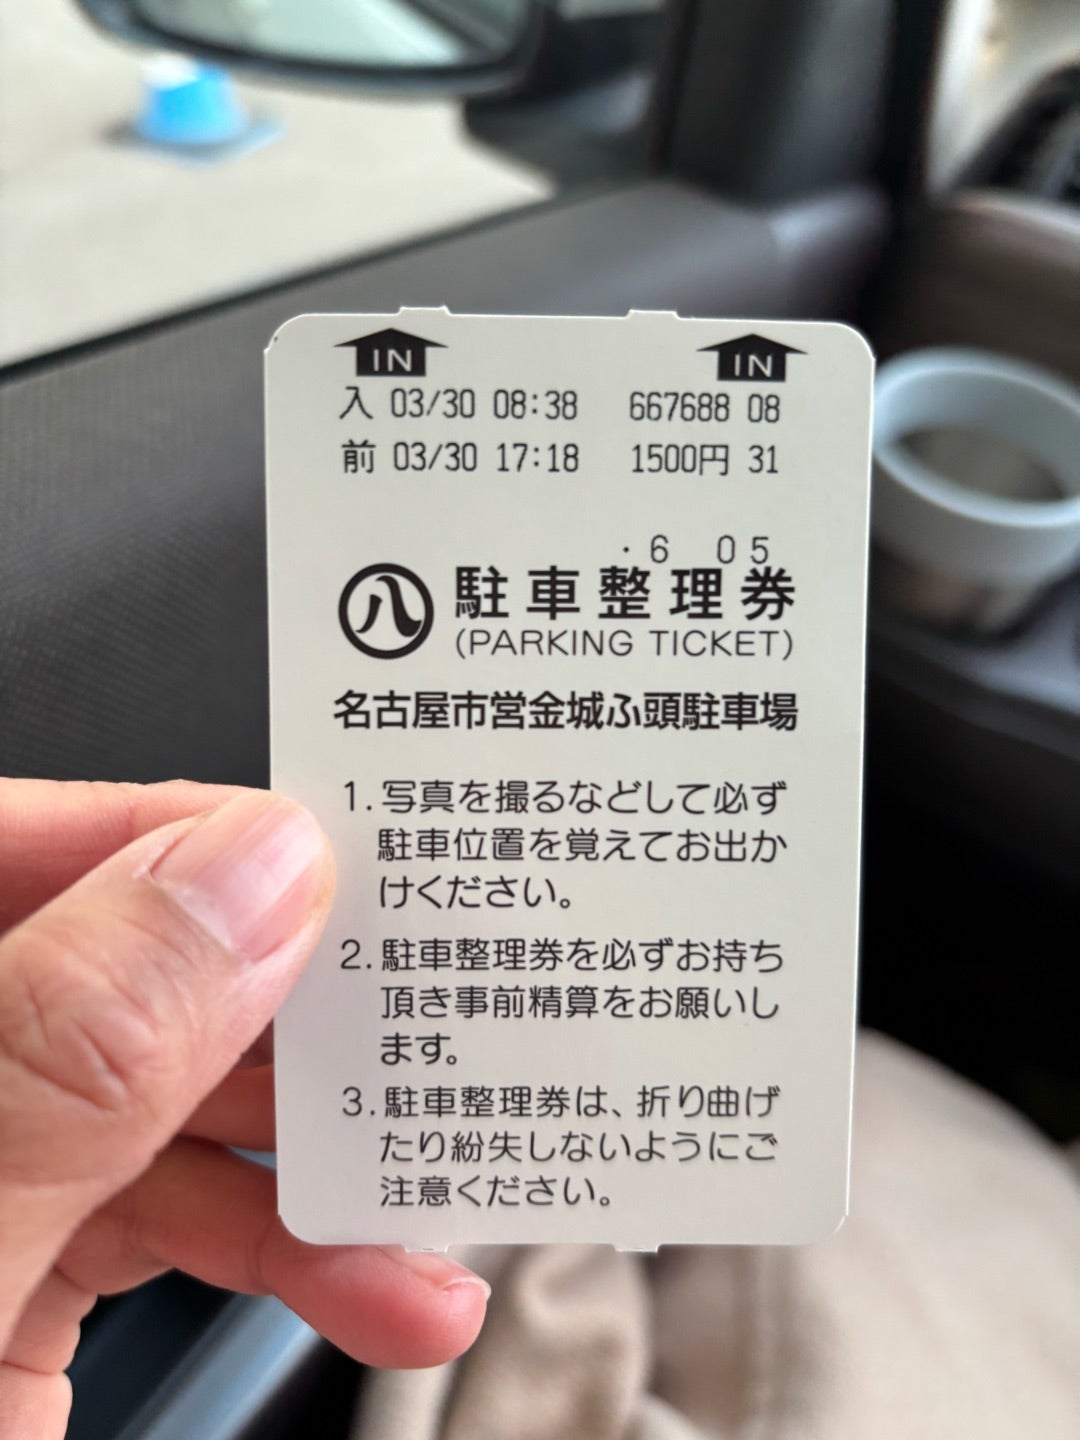 IN IN
入 03/30 08:38 667688 08
前 03/30 17:18 1500円 31
・6 05
八 駐車整理券
(PARKING TICKET)
名古屋市営金城ふ頭駐車場
1.写真を撮るなどして必ず
駐車位置を覚えてお出か
けください。
2.駐車整理券を必ずお持ち
頂き事前精算をお願いし
ます。
3.駐車整理券は、折り曲げ
たり紛失しないようにご
注意ください。